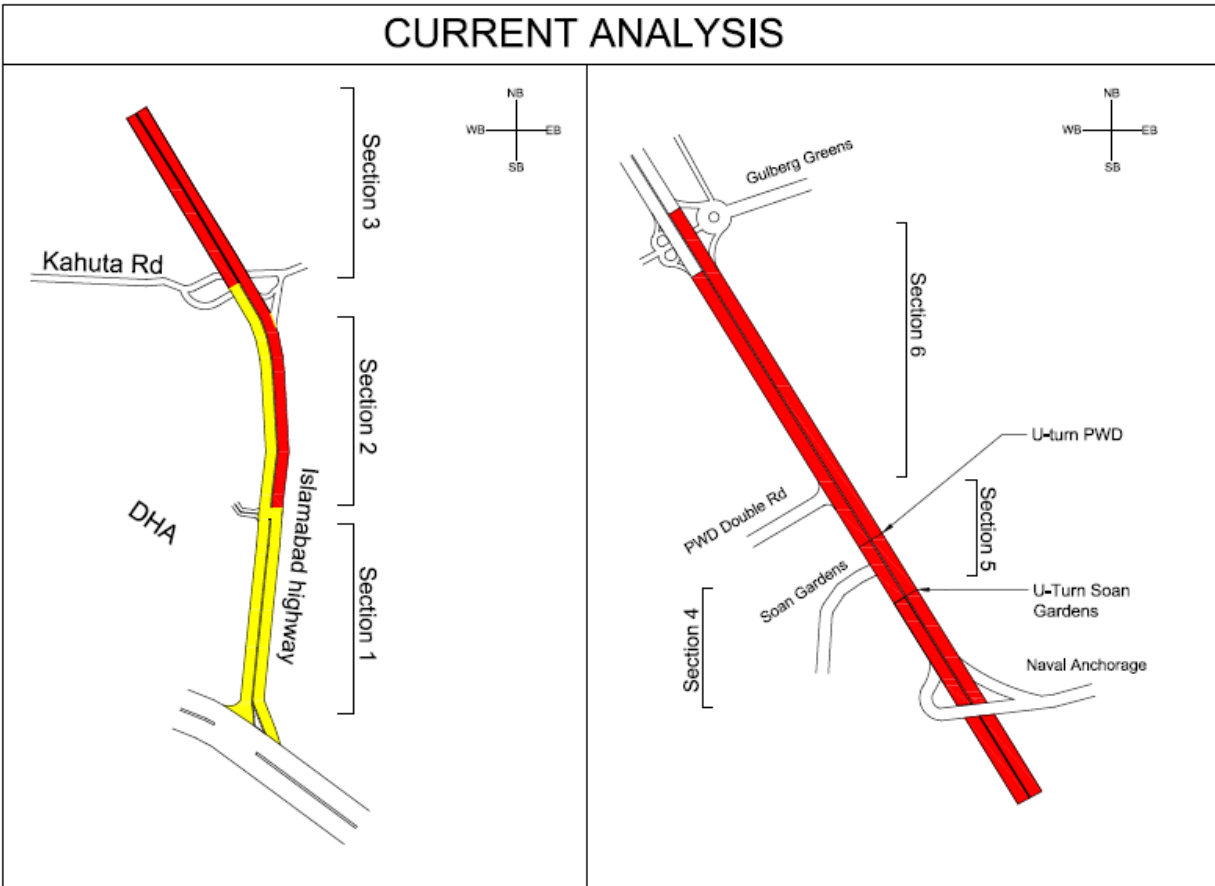 CURRENT ANALYSIS
NB
WB
EB
SB
Section 3
Kahuta Rd
Section 2
DHA
Islamabad highway
Section 1
NB
WB
EB
SB
Gulberg Greens
Section 6
U-turn PWD
PWD Double Rd
Section 5
Soan Gardens
U-Turn Soan
Gardens
Section 4
Naval Anchorage